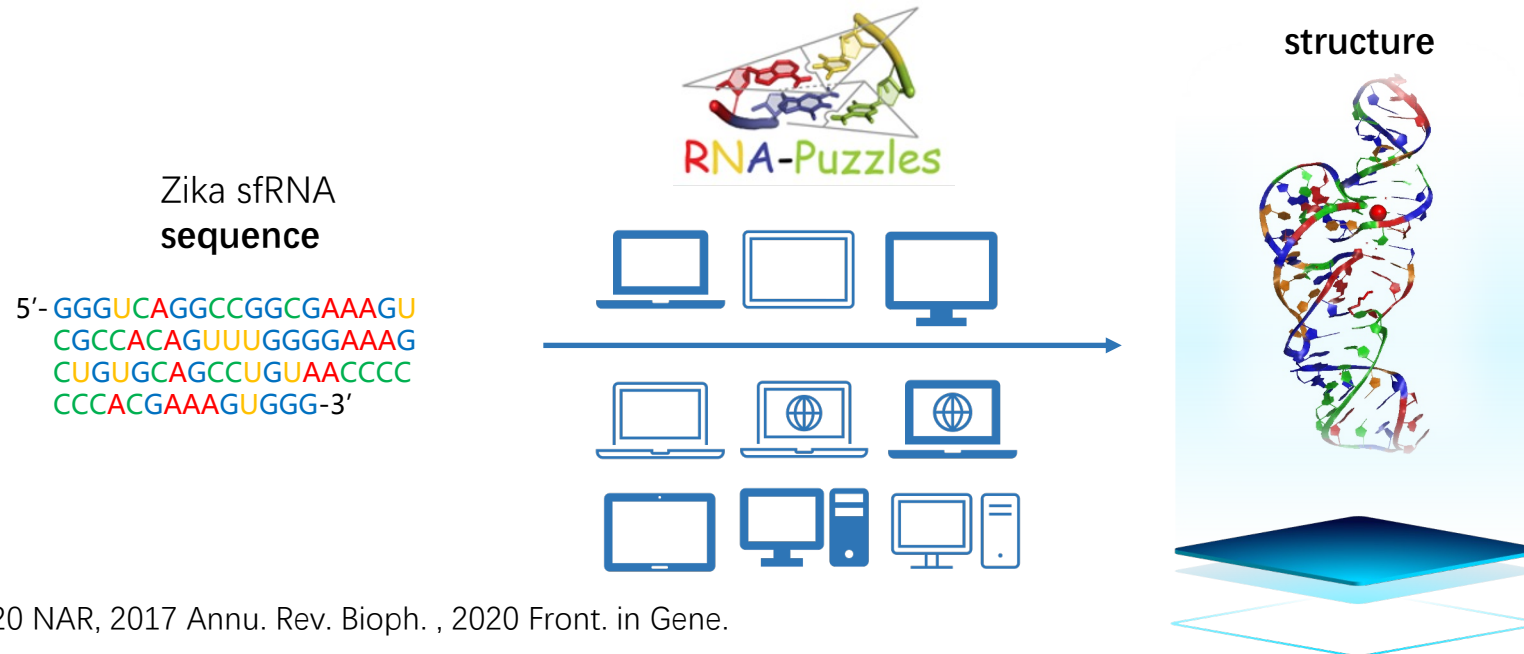 structure
RNA-Puzzles
Zika sfRNA
sequence
5’- GGGUCAGGCCGGCGAAAGU
CGCCACAGUUUGGGGAAAG
CUGUGCAGCCUGUAACCCC
CCCACGAAAGUGGG-3’
20 NAR, 2017 Annu. Rev. Bioph. , 2020 Front. in Gene.